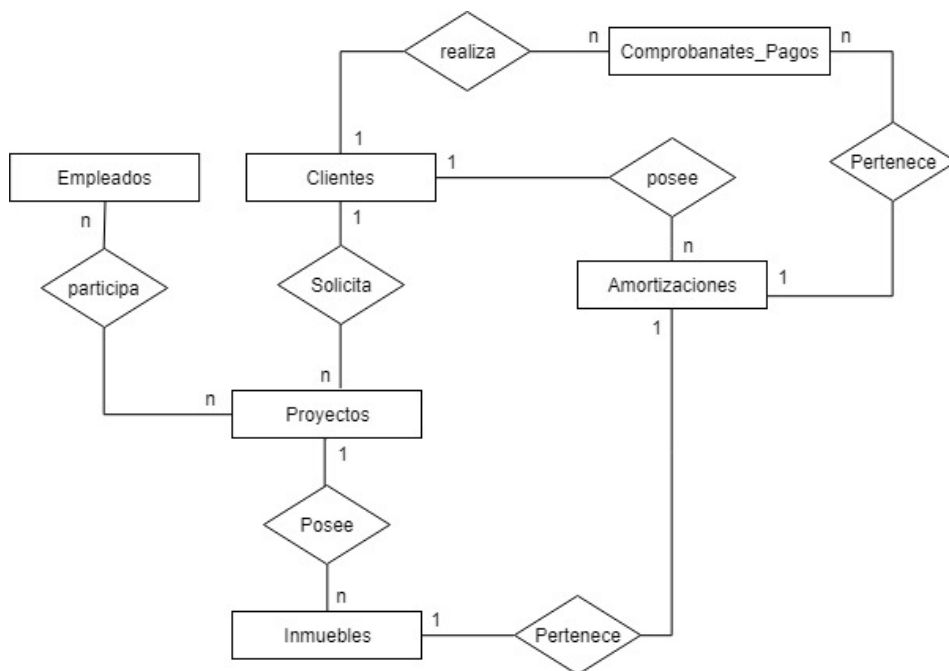 realiza
n
Comprobanates_Pagos
n
1
Empleados
Clientes
1
posee
Pertenece
n
1
n
participa
Solicita
Amortizaciones
1
1
n
n
Proyectos
1
Posee
n
Inmuebles
1
Pertenece